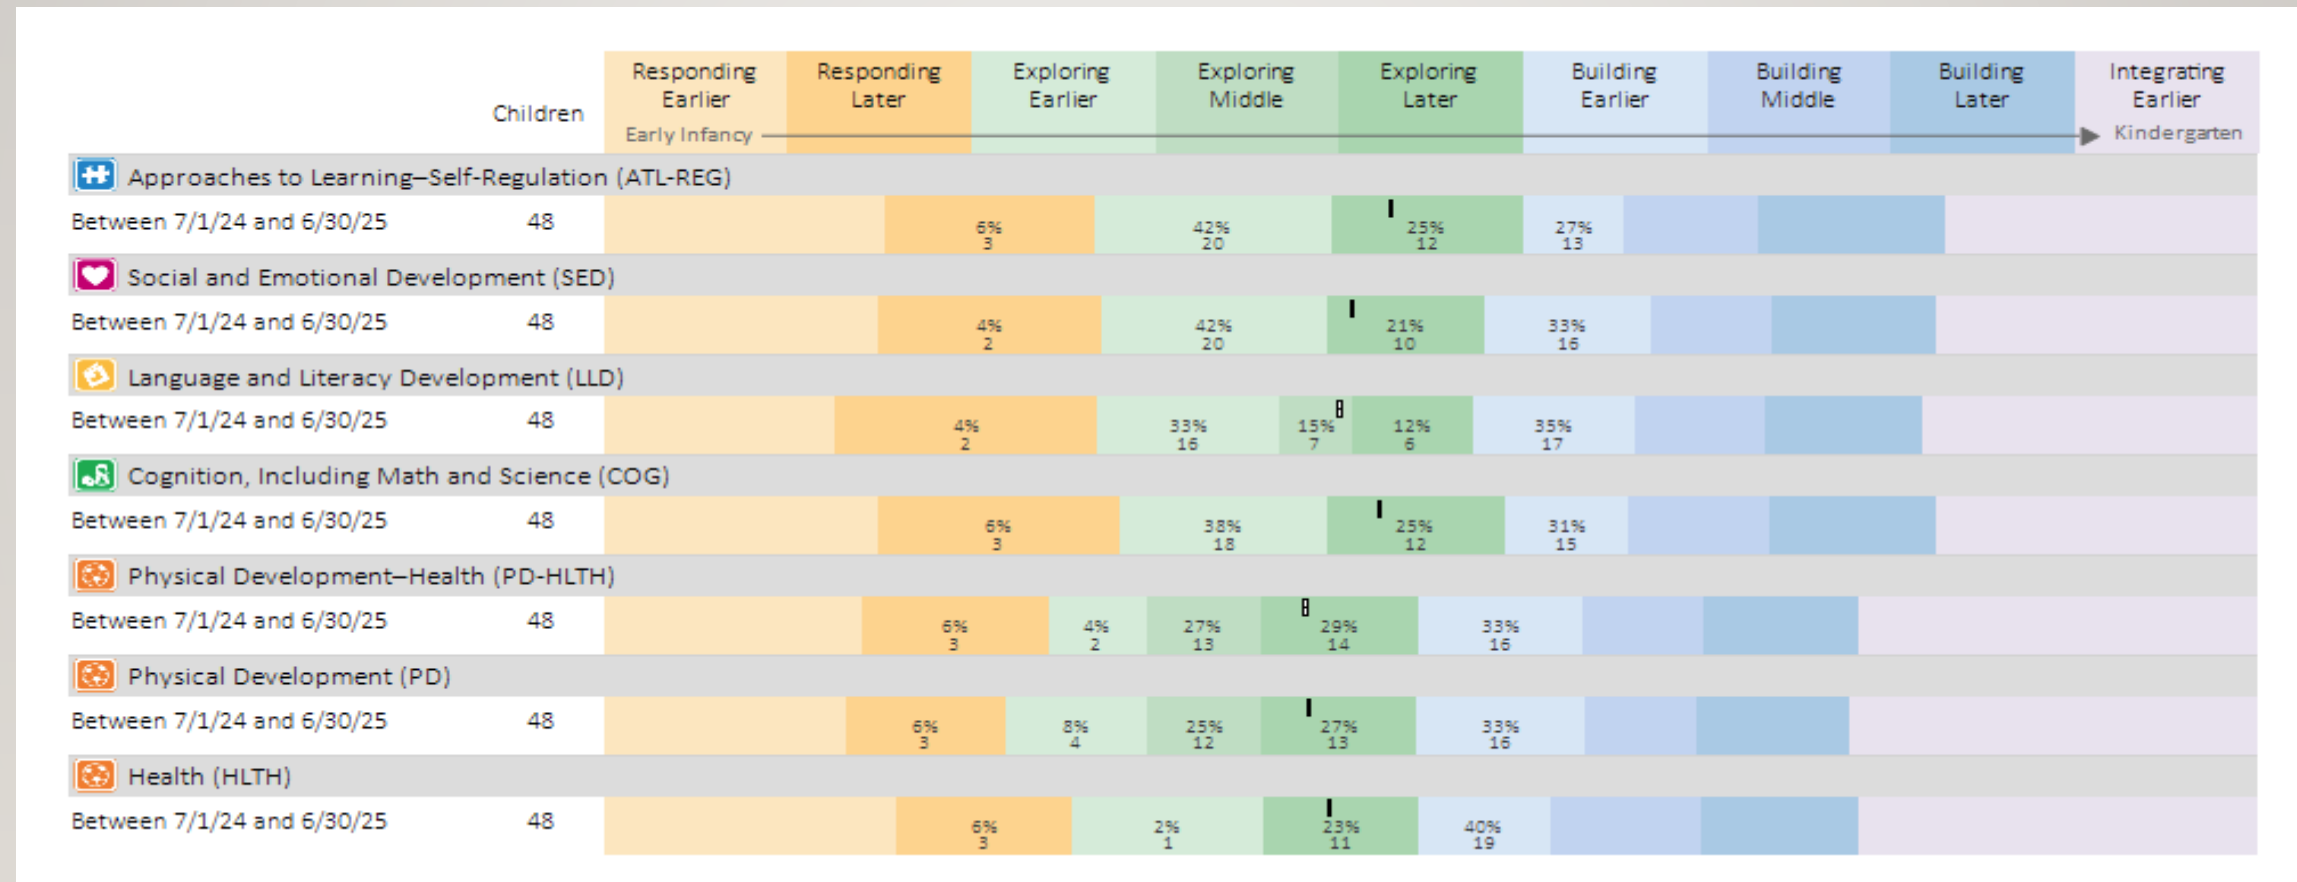 Children
Responding Earlier
Responding Later
Exploring Earlier
Exploring Middle
Exploring Later
Building Earlier
Building Middle
Building Later
Integrating Earlier
Early Infancy
Kindergarten
Approaches to Learning–Self-Regulation (ATL-REG)
Between 7/1/24 and 6/30/25 48 6% 42% 25% 27%
3 20 12 13
Social and Emotional Development (SED)
Between 7/1/24 and 6/30/25 48 4% 42% 21% 33%
2 20 10 16
Language and Literacy Development (LLD)
Between 7/1/24 and 6/30/25 48 4% 33% 15% 12% 35%
2 16 7 6 17
Cognition, Including Math and Science (COG)
Between 7/1/24 and 6/30/25 48 6% 38% 25% 31%
3 18 12 15
Physical Development–Health (PD-HLTH)
Between 7/1/24 and 6/30/25 48 6% 4% 27% 29% 33%
3 2 13 14 16
Physical Development (PD)
Between 7/1/24 and 6/30/25 48 6% 8% 25% 27% 33%
3 4 12 13 16
Health (HLTH)
Between 7/1/24 and 6/30/25 48 6% 2% 23% 40%
3 1 11 19